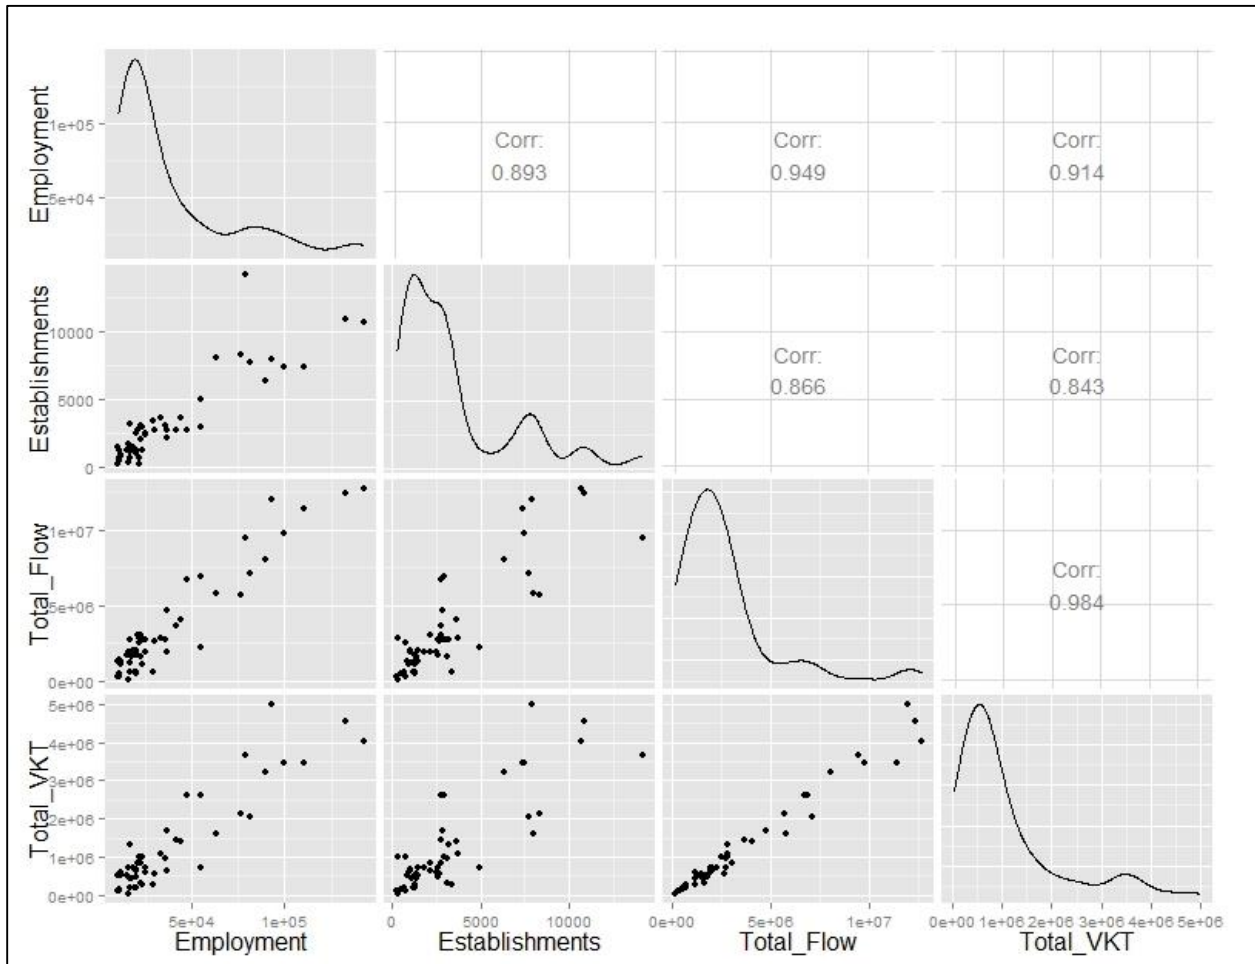 Employment
1e+05
5e+04
Corr:
0.893
Corr:
0.949
Corr:
0.914
Establishments
10000
5000
0
Corr:
0.866
Corr:
0.843
Total_Flow
1e+07
5e+06
0e+00
Corr:
0.984
Total_VKT
5e+06
4e+06
3e+06
2e+06
1e+06
0e+00
5e+04 1e+05
0 5000 10000
0e+00 5e+06 1e+07
0e+00 1e+06 2e+06 3e+06 4e+06 5e+06
Employment Establishments Total_Flow Total_VKT